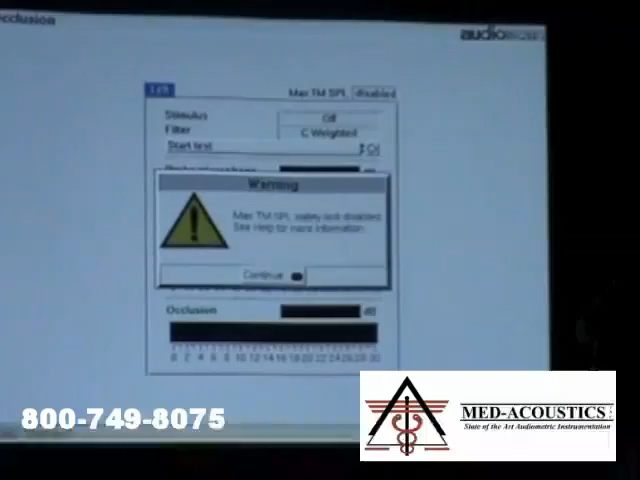 Occlusion
audioscan
Left
Max TM SPL disabled
Stimulus Off
Filter C Weighted
Start test
Warning
Max TM SPL safety test disabled.
See Help for more information.
Continue
Occlusion dB
0 2 4 6 8 10 12 14 16 18 20 22 24 26 28 30
800-749-8075
MED-ACOUSTICS
State of the Art Audiometric Instrumentation